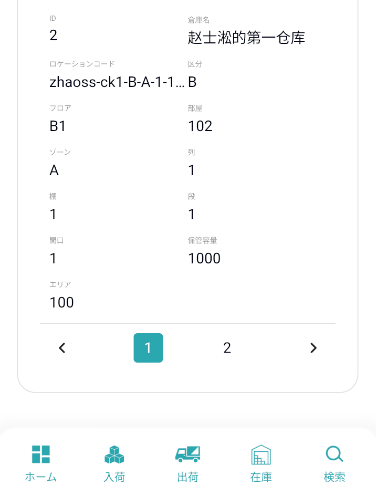 ID 倉庫名
2 赵士淞的第一仓库
ロケーションコード 区分
zhaoss-ck1-B-A-1-1... B
フロア 部屋
B1 102
ゾーン 列
A 1
棚 段
1 1
間口 保管容量
1 1000
エリア
100
1 2
ホーム 入荷 出荷 在庫 検索